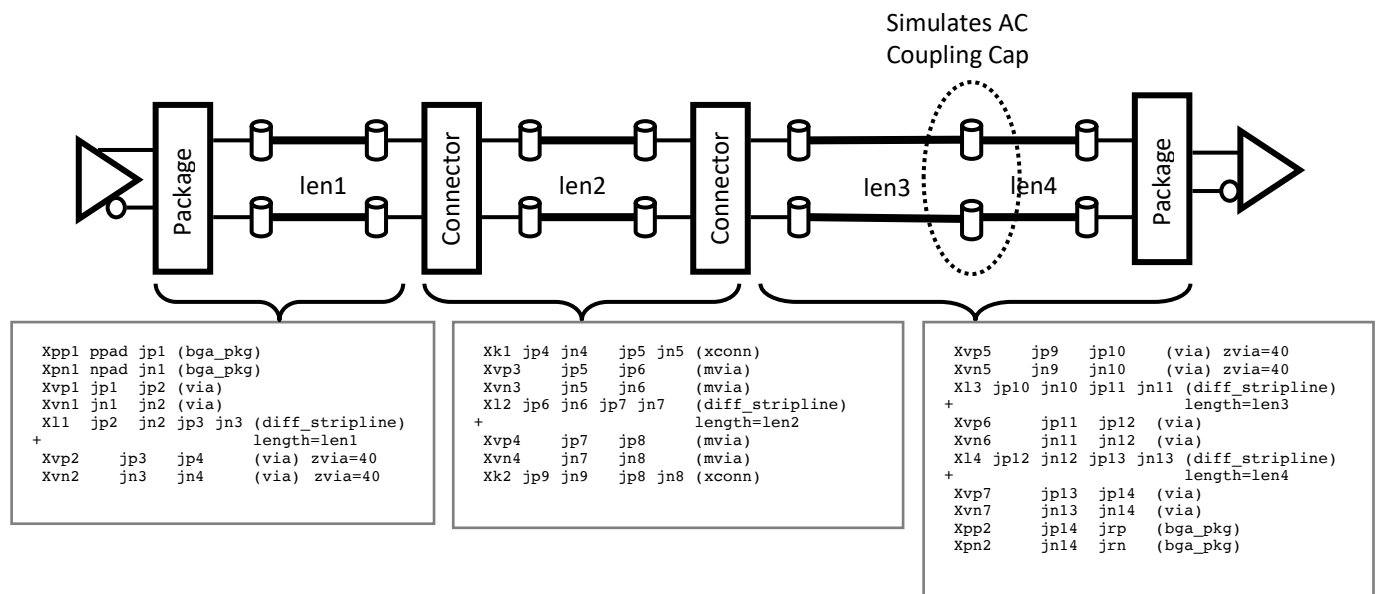 Simulates AC
Coupling Cap
Package
len1
Connector
len2
Connector
len3
len4
Package
Xpp1 ppad jp1 (bga_pkg)
Xpn1 npad jn1 (bga_pkg)
Xvp1 jp1 jp2 (via)
Xvn1 jn1 jn2 (via)
Xl1 jp2 jn2 jp3 jn3 (diff_stripline)
+ length=len1
Xvp2 jp3 jp4 (via) zvia=40
Xvn2 jn3 jn4 (via) zvia=40
Xk1 jp4 jn4 jp5 jn5 (xconn)
Xvp3 jp5 jp6 (mvia)
Xvn3 jn5 jn6 (mvia)
Xl2 jp6 jn6 jp7 jn7 (diff_stripline)
+ length=len2
Xvp4 jp7 jp8 (mvia)
Xvn4 jn7 jn8 (mvia)
Xk2 jp9 jn9 jp8 jn8 (xconn)
Xvp5 jp9 jp10 (via) zvia=40
Xvn5 jn9 jn10 (via) zvia=40
Xl3 jp10 jn10 jp11 jn11 (diff_stripline)
+ length=len3
Xvp6 jp11 jp12 (via)
Xvn6 jn11 jn12 (via)
Xl4 jp12 jn12 jp13 jn13 (diff_stripline)
+ length=len4
Xvp7 jp13 jp14 (via)
Xvn7 jn13 jn14 (via)
Xpp2 jp14 jrp (bga_pkg)
Xpn2 jn14 jrn (bga_pkg)